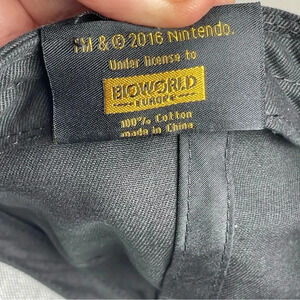 TM & © 2016 Nintendo.
Under license to
BIOWORLD
EUROPE
100% Cotton
made in China